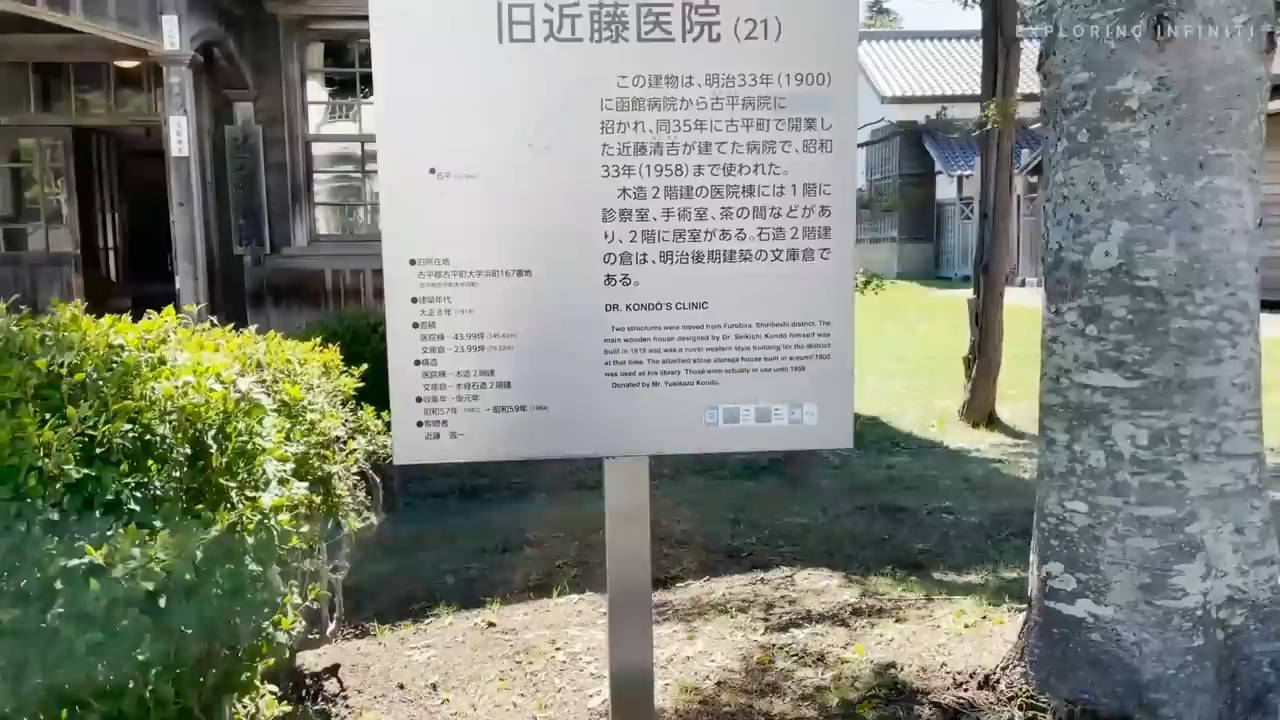 EXPLORING INFINITI
旧近藤医院 (21)
この建物は、明治33年(1900)
に函館病院から古平病院に
招かれ、同35年に古平町で開業し
た近藤清吉が建てた病院で、昭和
33年(1958)まで使われた。
木造2階建の医院棟には1階に
診察室、手術室、茶の間などがあ
り、2階に居室がある。石造2階建
の倉は、明治後期建築の文庫倉で
ある。
DR. KONDŌ'S CLINIC
Two structures were moved from Furubira, Shiribeshi district. The
main wooden house designed by Dr. Seikichi Kondō himself was
built in 1919 and was a novel western style building for the district
at that time. The attached stone storage house built in around 1900
was used as his library. These were actually in use until 1958.
Donated by Mr. Yukikazu Kondō.
●古平
●旧所在地
古平郡古平町大字浜町167番地
●建築年代
大正8年 (1919)
●面積
医院棟－43.99坪 (145.42㎡)
文庫倉－23.99坪 (79.32㎡)
●構造
医院棟－木造2階建
文庫倉－木骨石造2階建
●収集年・復元年
昭和57年 (1982) ・昭和59年 (1984)
●寄贈者
近藤